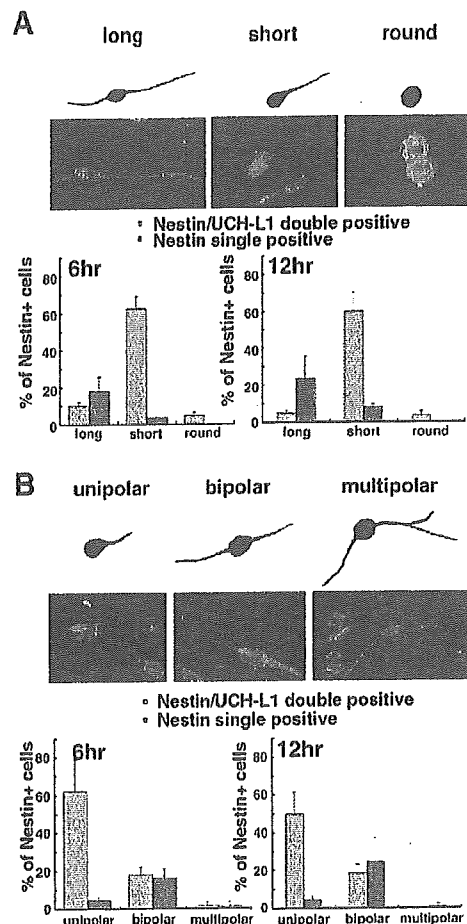 A
long short round
Nestin/UCH-L1 double positive
Nestin single positive
% of Nestin+ cells
6hr
80
60
40
20
0
long short round
% of Nestin+ cells
12hr
80
60
40
20
0
long short round
B
unipolar bipolar multipolar
Nestin/UCH-L1 double positive
Nestin single positive
% of Nestin+ cells
6hr
80
60
40
20
0
unipolar bipolar multipolar
% of Nestin+ cells
12hr
80
60
40
20
0
unipolar bipolar multipolar